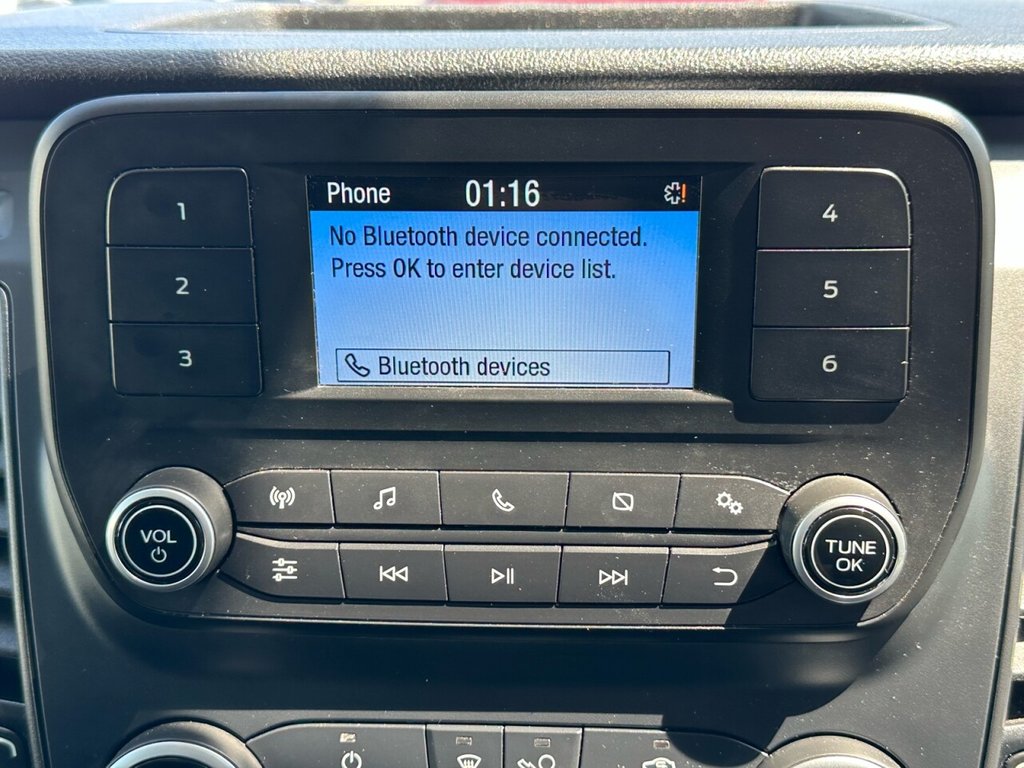 Phone 01:16
No Bluetooth device connected.
Press OK to enter device list.
Bluetooth devices
1
2
3
4
5
6
VOL
TUNE
OK